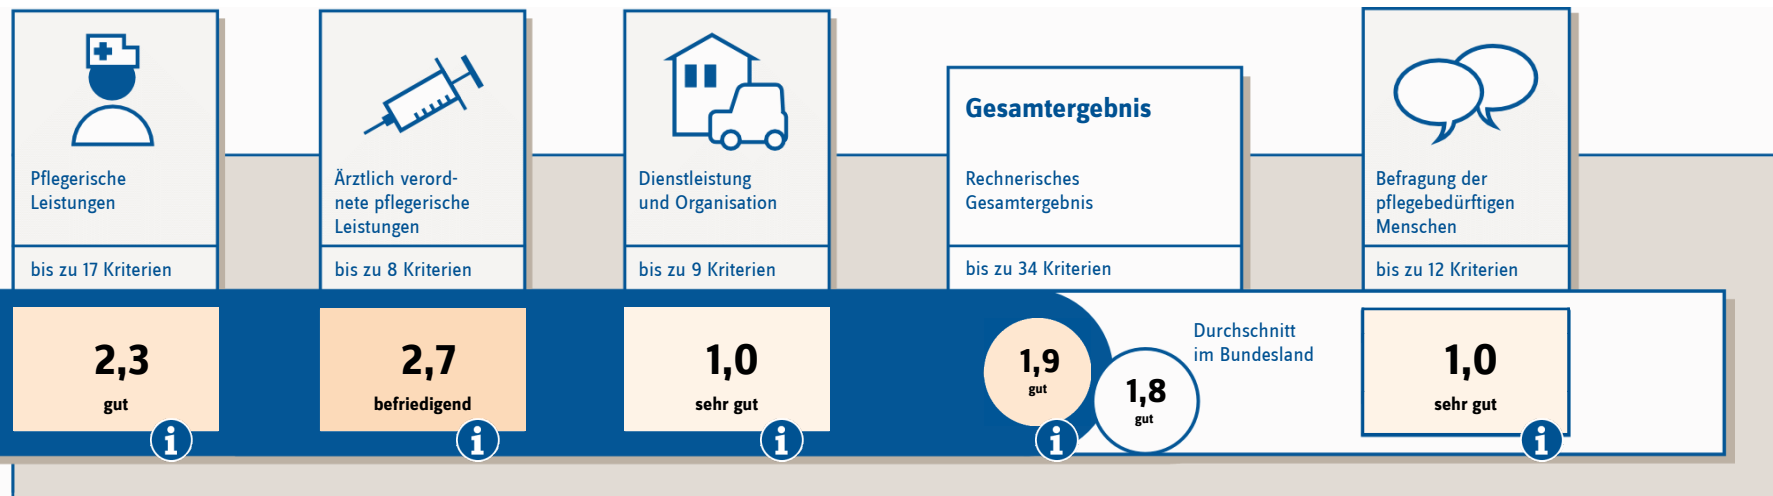 Pflegerische
Leistungen
bis zu 17 Kriterien
2,3
gut
i
Ärztlich verord-
nete pflegerische
Leistungen
bis zu 8 Kriterien
2,7
befriedigend
i
Dienstleistung
und Organisation
bis zu 9 Kriterien
1,0
sehr gut
i
Gesamtergebnis
Rechnerisches
Gesamtergebnis
bis zu 34 Kriterien
1,9
gut
i
Durchschnitt
im Bundesland
1,8
gut
Befragung der
pflegebedürftigen
Menschen
bis zu 12 Kriterien
1,0
sehr gut
i